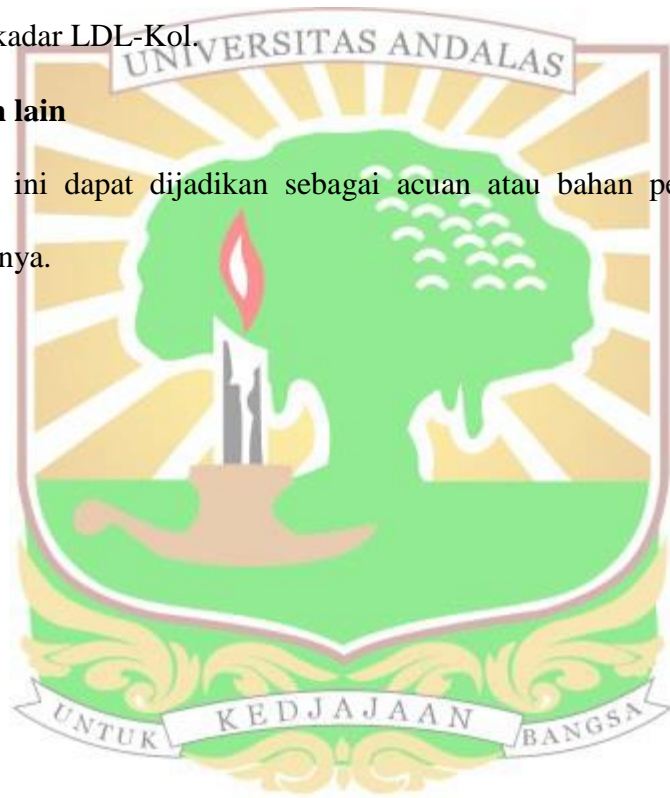 kadar LDL-Kol.
UNIVERSITAS ANDALAS
n lain
ini dapat dijadikan sebagai acuan atau bahan pe
nya.
UNTUK KEDJAJAAN BANGSA